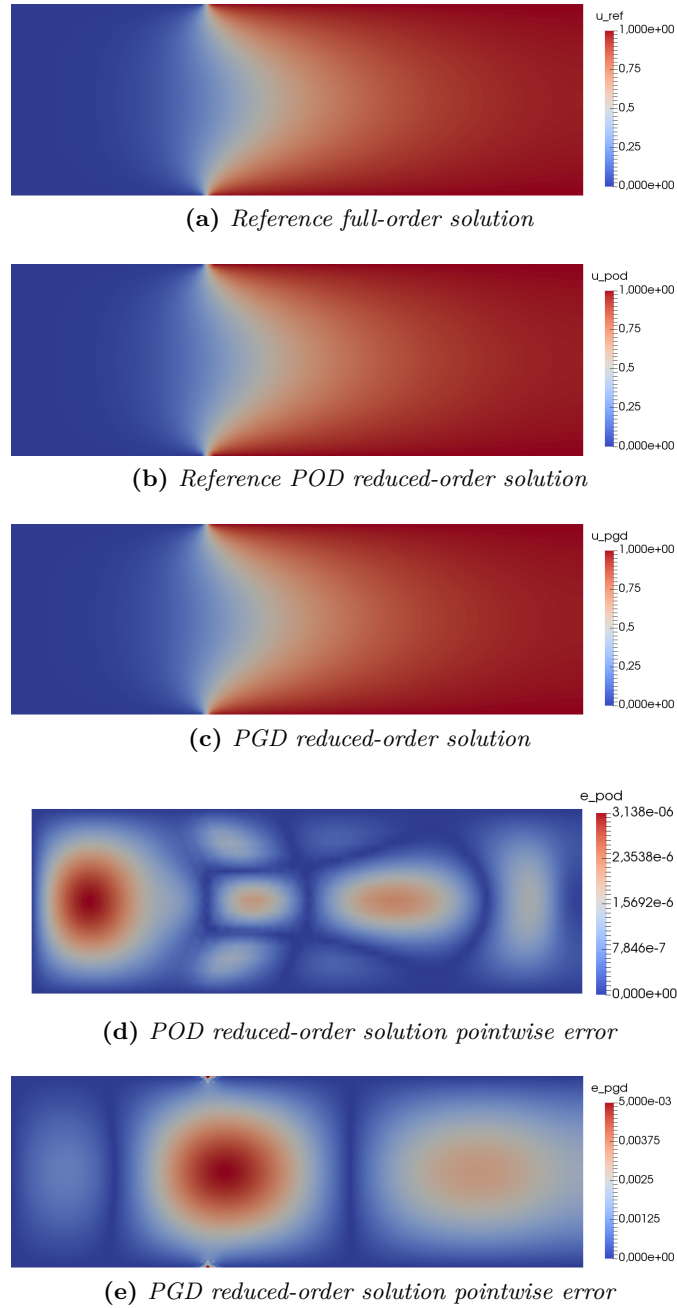 u_ref
1,000e+00
0,75
0,5
0,25
0,000e+00
(a) Reference full-order solution
u_pod
1,000e+00
0,75
0,5
0,25
0,000e+00
(b) Reference POD reduced-order solution
u_pgd
1,000e+00
0,75
0,5
0,25
0,000e+00
(c) PGD reduced-order solution
e_pod
3,138e-06
2,3538e-6
1,5692e-6
7,846e-7
0,000e+00
(d) POD reduced-order solution pointwise error
e_pgd
5,000e-03
0,00375
0,0025
0,00125
0,000e+00
(e) PGD reduced-order solution pointwise error